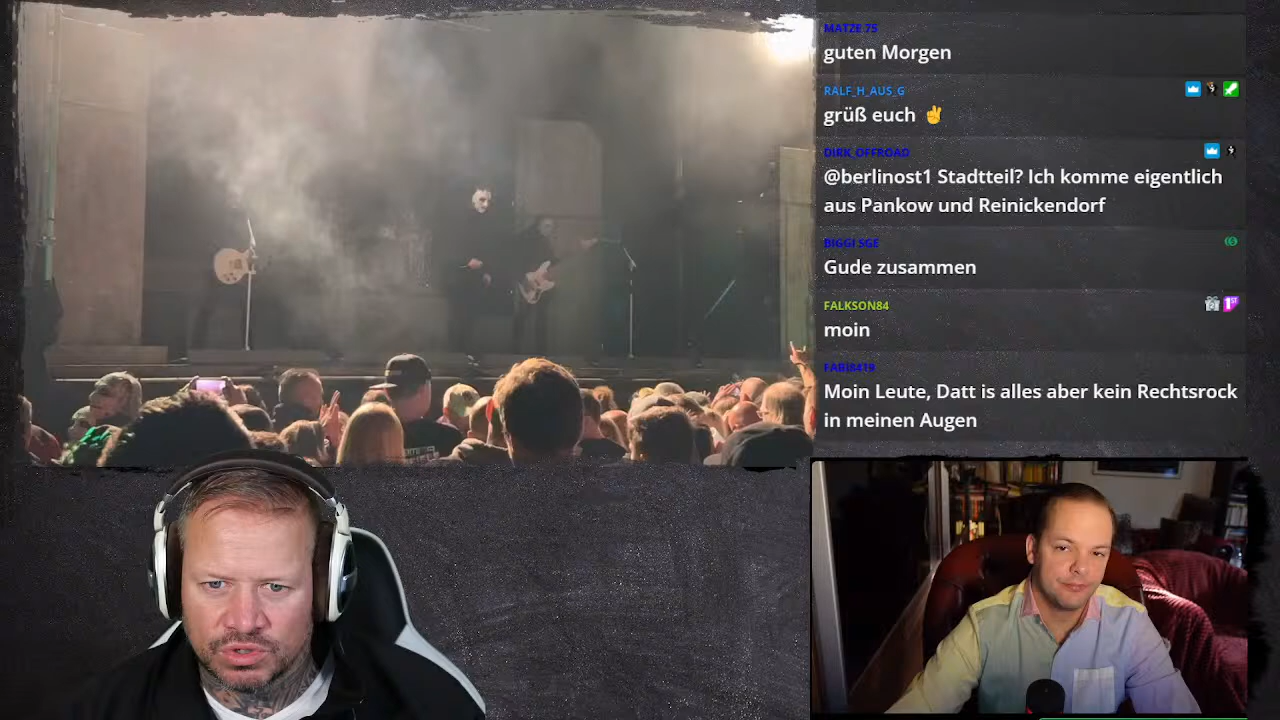 MATZE 75
guten Morgen
RALF_H_AUS_G
grüß euch ✌
DIRK_OFFROAD
@berlinost1 Stadtteil? Ich komme eigentlich
aus Pankow und Reinickendorf
BIGGI SGE
Gude zusammen
FALKSON84
moin
FABI8419
Moin Leute, Datt is alles aber kein Rechtsrock
in meinen Augen